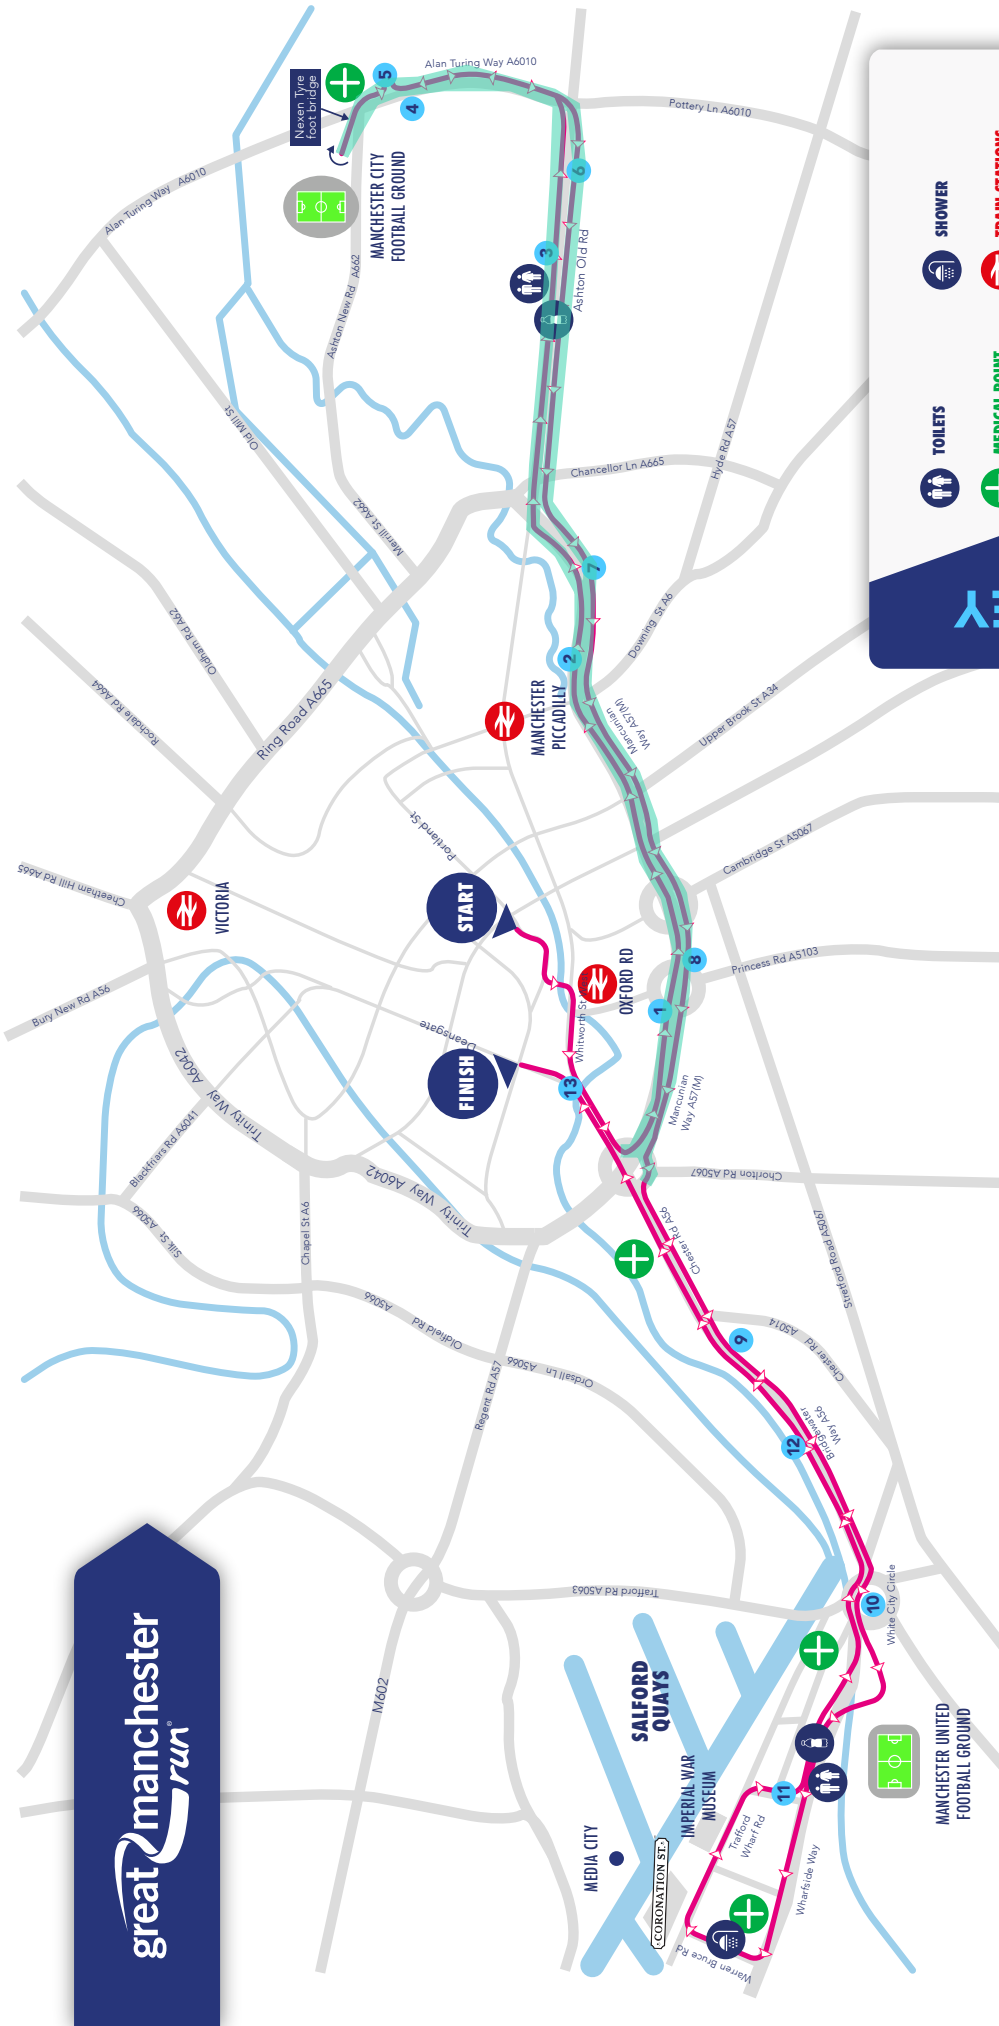 great manchester
run®
Nexen Tyre
foot bridge
5
4
Alan Turing Way A6010
Pottery Ln A6010
Alan Turing Way A6010
MANCHESTER CITY
FOOTBALL GROUND
6
3
Ashton Old Rd
Ashton New Rd A662
Old Mill St
Merrill St A662
Chancellor Ln A665
Hyde Rd A57
7
2
Downing St A6
MANCHESTER
PICCADILLY
Mancunian
Way A57(M)
Upper Brook St A34
Oldham Rd A62
Rochdale Rd A664
Ring Road A665
Portland St
Cambridge St A5067
Cheetham Hill Rd A665
VICTORIA
START
OXFORD RD
8
1
Princess Rd A5103
Bury New Rd A56
Deansgate
Whitworth St West
FINISH
13
Mancunian
Way A57(M)
Chorlton Rd A5067
Trinity Way A6042
Blackfriars Rd A6041
Silk St A5066
Chapel St A6
Trinity Way A6042
Chester Rd A56
Stretford Road A5067
Oldfield Rd A5066
Ordsall Ln A5066
Regent Rd A57
9
Chester Rd A5014
12
Bridgewater
Way A56
Trafford Rd A5063
10
White City Circle
M602
SALFORD
QUAYS
IMPERIAL WAR
MUSEUM
MANCHESTER UNITED
FOOTBALL GROUND
11
Trafford
Wharf Rd
Wharfside Way
MEDIA CITY
CORONATION ST.
Warren Bruce Rd
TOILETS
SHOWER
MEDICAL POINT
TRAIN STATIONS